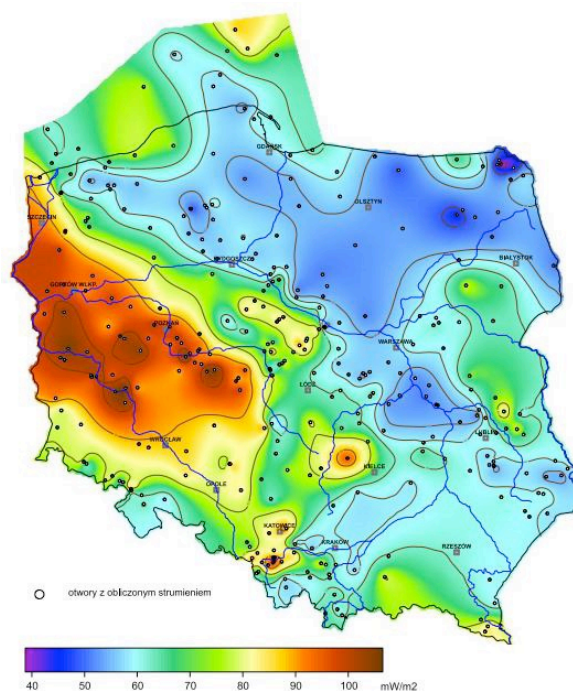 GDAŃSK
OLSZTYN
SZCZECIN
BIAŁYSTOK
BYDGOSZCZ
GORZÓW WLKP.
POZNAŃ
WARSZAWA
ŁÓDŹ
LUBLIN
WROCŁAW
KIELCE
OPOLE
KATOWICE
KRAKÓW
RZESZÓW
otwory z obliczonym strumieniem
40 50 60 70 80 90 100 mW/m2